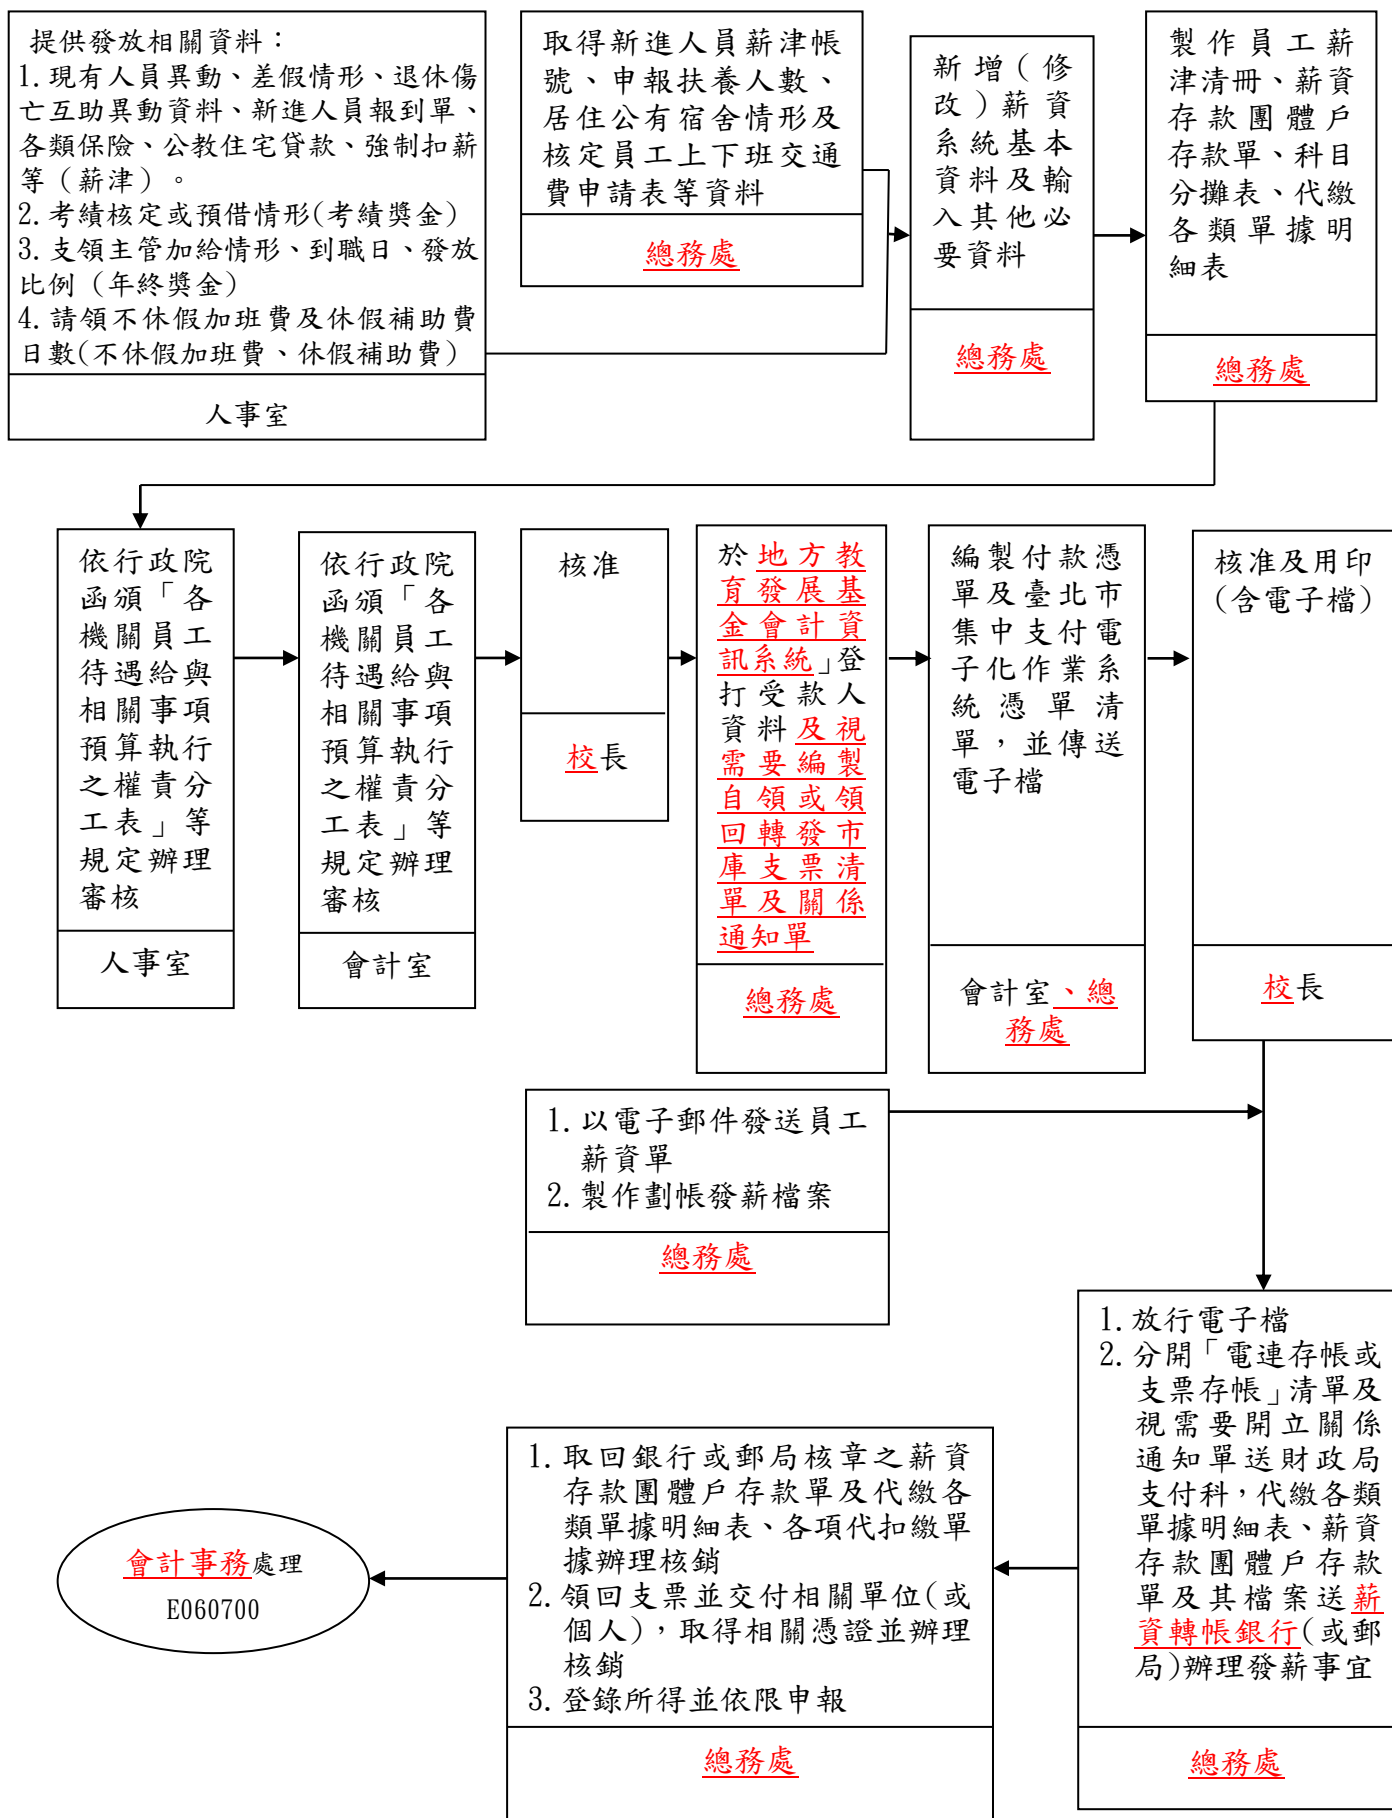 提供發放相關資料：
1.現有人員異動、差假情形、退休傷
亡互助異動資料、新進人員報到單、
各類保險、公教住宅貸款、強制扣薪
等（薪津）。
2.考績核定或預借情形(考績獎金)
3.支領主管加給情形、到職日、發放
比例（年終獎金)
4.請領不休假加班費及休假補助費
日數(不休假加班費、休假補助費)
人事室
取得新進人員薪津帳
號、申報扶養人數、
居住公有宿舍情形及
核定員工上下班交通
費申請表等資料
總務處
新增（修
改）薪資
系統基本
資料及輸
入其他必
要資料
總務處
製作員工薪
津清冊、薪資
存款團體戶
存款單、科目
分攤表、代繳
各類單據明
細表
總務處
依行政院
函頒「各
機關員工
待遇給與
相關事項
預算執行
之權責分
工表」等
規定辦理
審核
人事室
依行政院
函頒「各
機關員工
待遇給與
相關事項
預算執行
之權責分
工表」等
規定辦理
審核
會計室
核准
校長
於地方教
育發展基
金會計資
訊系統」登
打受款人
資料及視
需要編製
自領或領
回轉發市
庫支票清
單及關係
通知單
總務處
編製付款憑
單及臺北市
集中支付電
子化作業系
統憑單清
單，並傳送
電子檔
會計室、總
務處
核准及用印
(含電子檔)
校長
1.以電子郵件發送員工
薪資單
2.製作劃帳發薪檔案
總務處
1.放行電子檔
2.分開「電連存帳或
支票存帳」清單及
視需要開立關係
通知單送財政局
支付科，代繳各類
單據明細表、薪資
存款團體戶存款
單及其檔案送薪
資轉帳銀行(或郵
局)辦理發薪事宜
總務處
1.取回銀行或郵局核章之薪資
存款團體戶存款單及代繳各
類單據明細表、各項代扣繳單
據辦理核銷
2.領回支票並交付相關單位(或
個人)，取得相關憑證並辦理
核銷
3.登錄所得並依限申報
總務處
會計事務處理
E060700